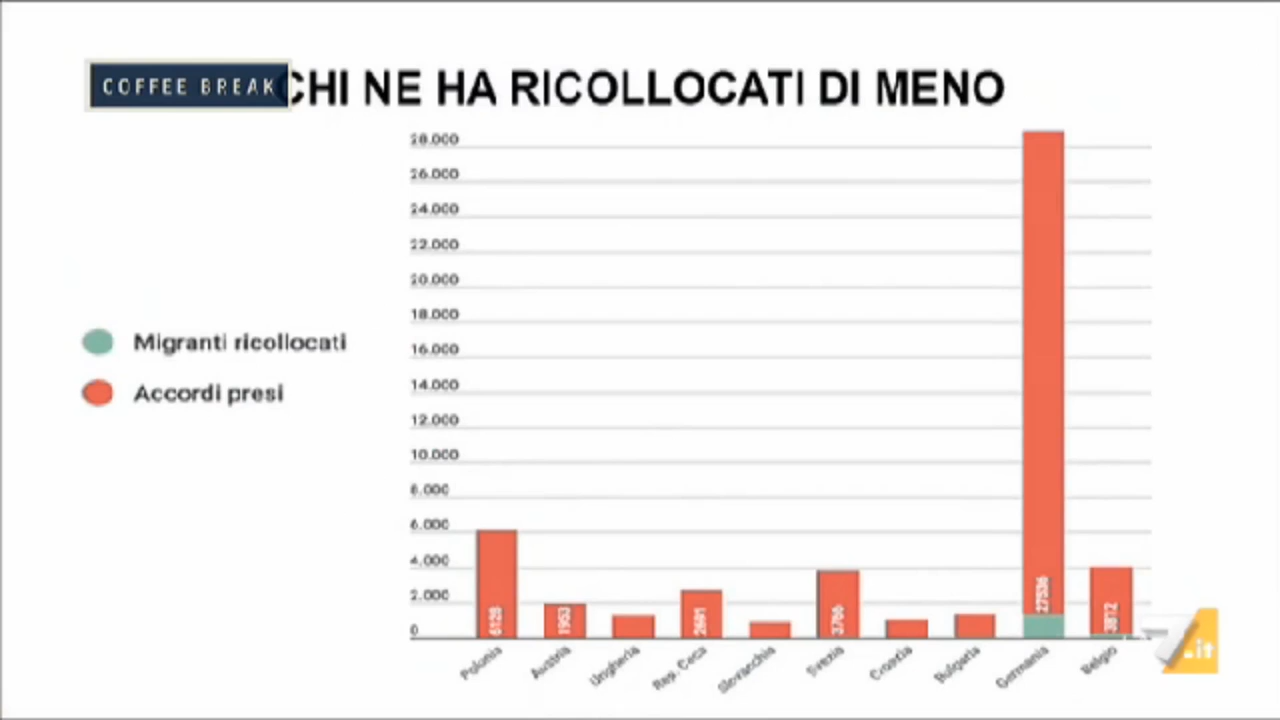 COFFEE BREAK
CHI NE HA RICOLLOCATI DI MENO
28.000
26.000
24.000
22.000
20.000
18.000
16.000
14.000
12.000
10.000
8.000
6.000
4.000
2.000
0
Migranti ricollocati
Accordi presi
6128
1953
2691
3766
27536
3812
Polonia
Austria
Ungheria
Rep. Ceca
Slovacchia
Svezia
Croazia
Bulgaria
Germania
Belgio
7.it